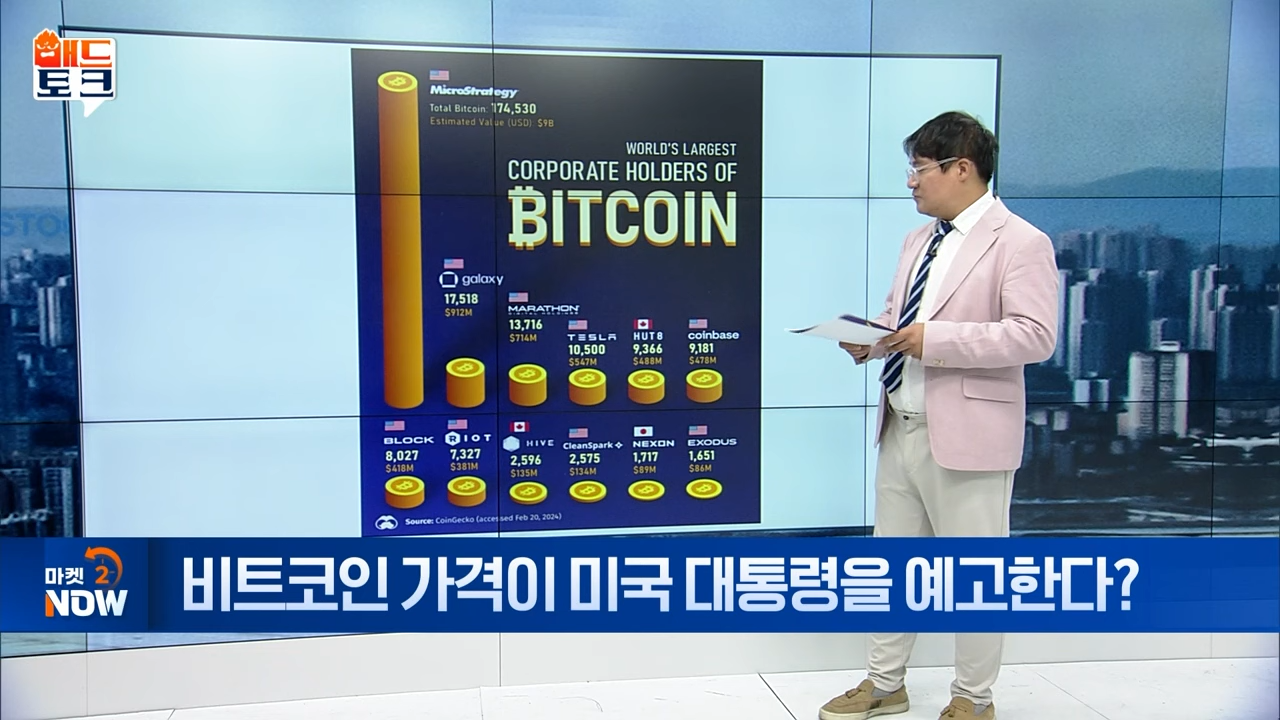 매드
토크
STO
MicroStrategy
Total Bitcoin: 174,530
Estimated Value (USD): $9B
WORLD'S LARGEST
CORPORATE HOLDERS OF
BITCOIN
galaxy
17,518
$912M
MARATHON
DIGITAL HOLDINGS
13,716
$714M
TESLA
10,500
$547M
HUT 8
9,366
$488M
coinbase
9,181
$478M
BLOCK
8,027
$418M
RIOT
7,327
$381M
HIVE
2,596
$135M
CleanSpark
2,575
$134M
NEXON
1,717
$89M
EXODUS
1,651
$86M
Source: CoinGecko (accessed Feb 20, 2024)
마켓 2
NOW
비트코인 가격이 미국 대통령을 예고한다?